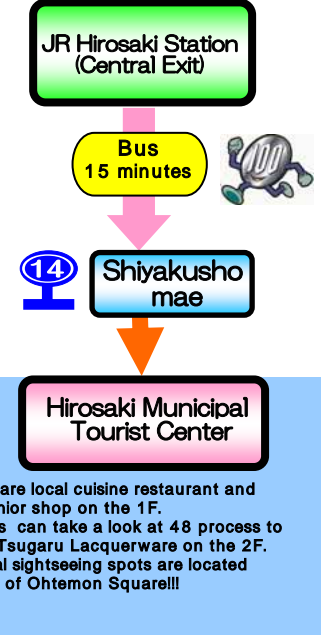 JR Hirosaki Station
(Central Exit)
Bus
15 minutes
100
14
Shiyakusho
mae
Hirosaki Municipal
Tourist Center
are local cuisine restaurant and
shop on the 1F.
can take a look at 48 process to
Tsugaru Lacquerware on the 2F.
sightseeing spots are located
of Ohtemon Square!!!